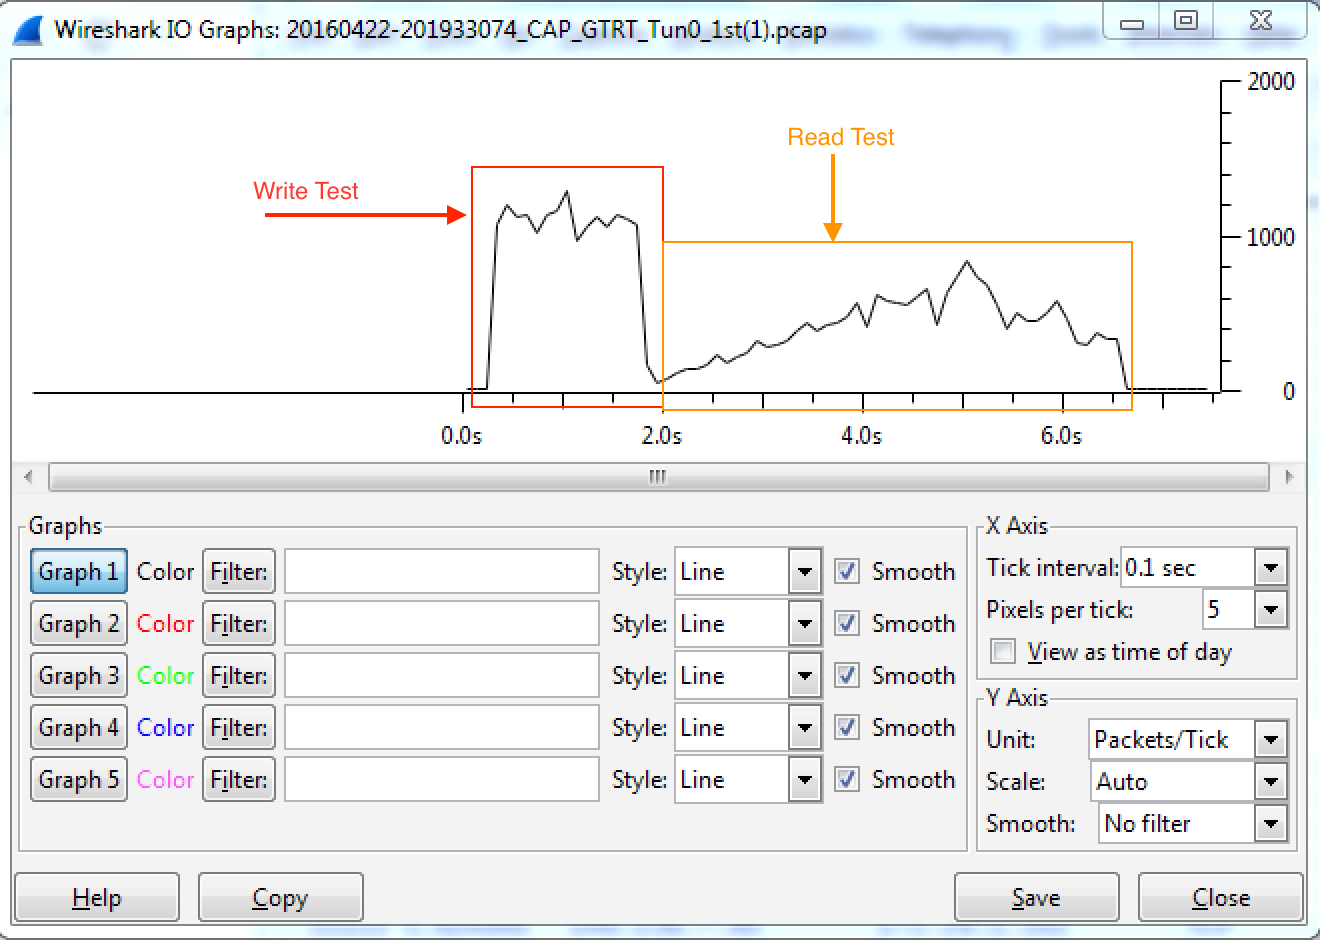 Wireshark IO Graphs: 20160422-201933074_CAP_GTRT_Tun0_1st(1).pcap
2000
Read Test
Write Test
1000
0
0.0s 2.0s 4.0s 6.0s
Graphs
Graph 1 Color Filter: Style: Line Smooth
Graph 2 Color Filter: Style: Line Smooth
Graph 3 Color Filter: Style: Line Smooth
Graph 4 Color Filter: Style: Line Smooth
Graph 5 Color Filter: Style: Line Smooth
X Axis
Tick interval: 0.1 sec
Pixels per tick: 5
View as time of day
Y Axis
Unit: Packets/Tick
Scale: Auto
Smooth: No filter
Help Copy Save Close